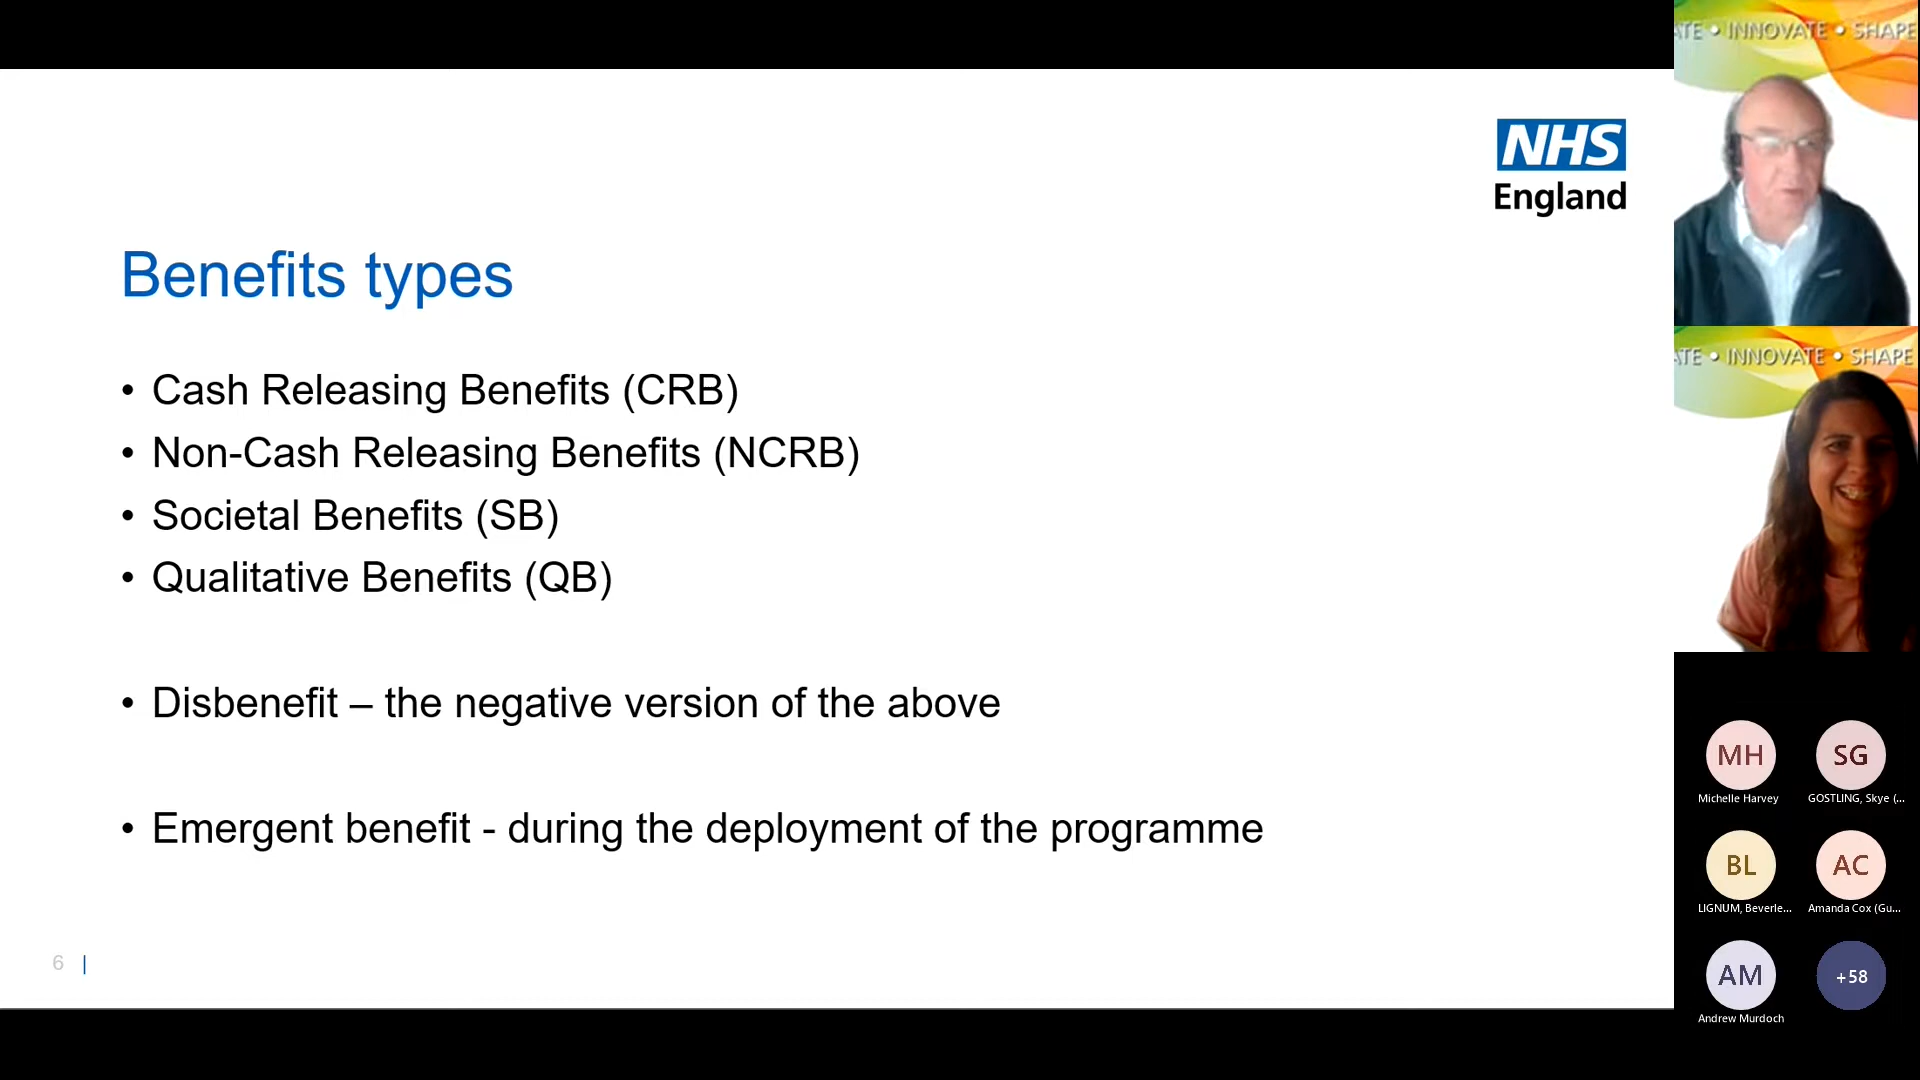 NHS
England
Benefits types
• Cash Releasing Benefits (CRB)
• Non-Cash Releasing Benefits (NCRB)
• Societal Benefits (SB)
• Qualitative Benefits (QB)
• Disbenefit – the negative version of the above
• Emergent benefit - during the deployment of the programme
6 |
ATE • INNOVATE • SHAPE
ATE • INNOVATE • SHAPE
MH
Michelle Harvey
SG
GOSTLING, Skye (...
BL
LIGNUM, Beverle...
AC
Amanda Cox (Gu...
AM
Andrew Murdoch
+58